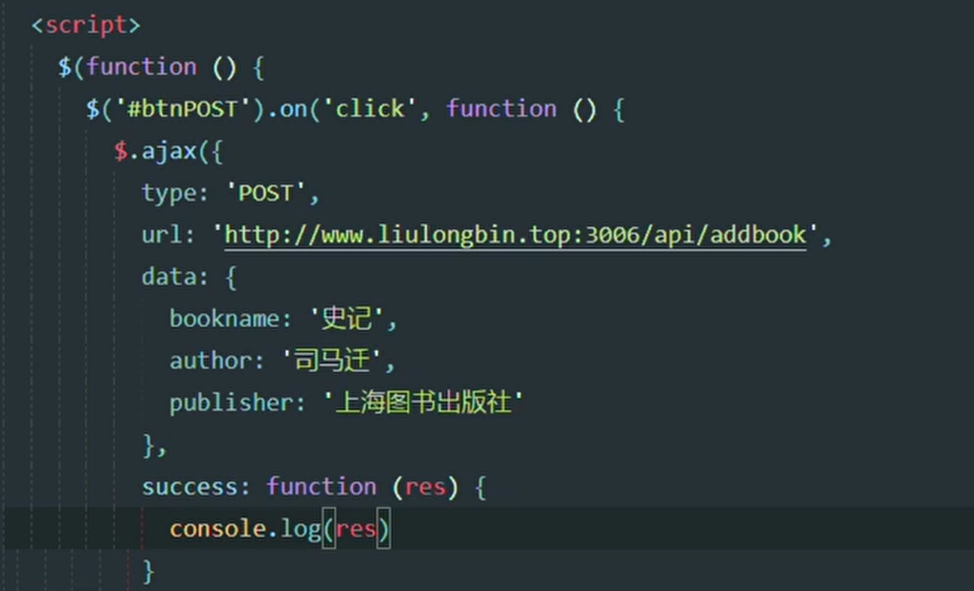 <script>
$(function () {
$('#btnPOST').on('click', function () {
$.ajax({
type: 'POST',
url: 'http://www.liulongbin.top:3006/api/addbook',
data: {
bookname: '史记',
author: '司马迁',
publisher: '上海图书出版社'
},
success: function (res) {
console.log(res)
}